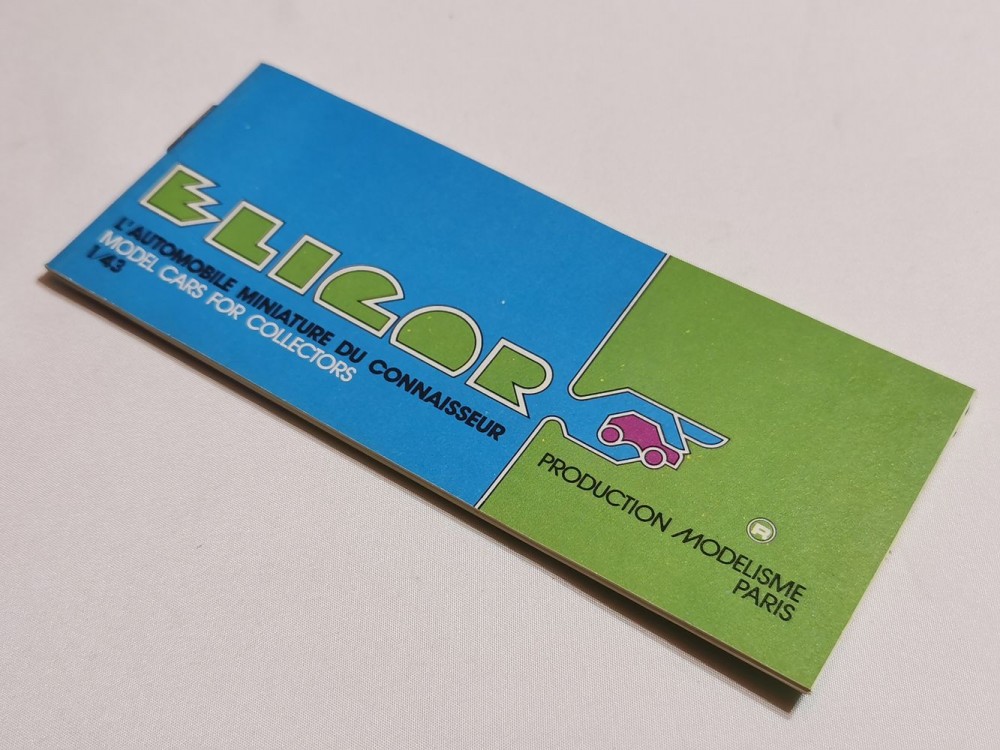 ELIGOR
L'AUTOMOBILE MINIATURE DU CONNAISSEUR
MODEL CARS FOR COLLECTORS
1/43
PRODUCTION MODELISME
PARIS
R